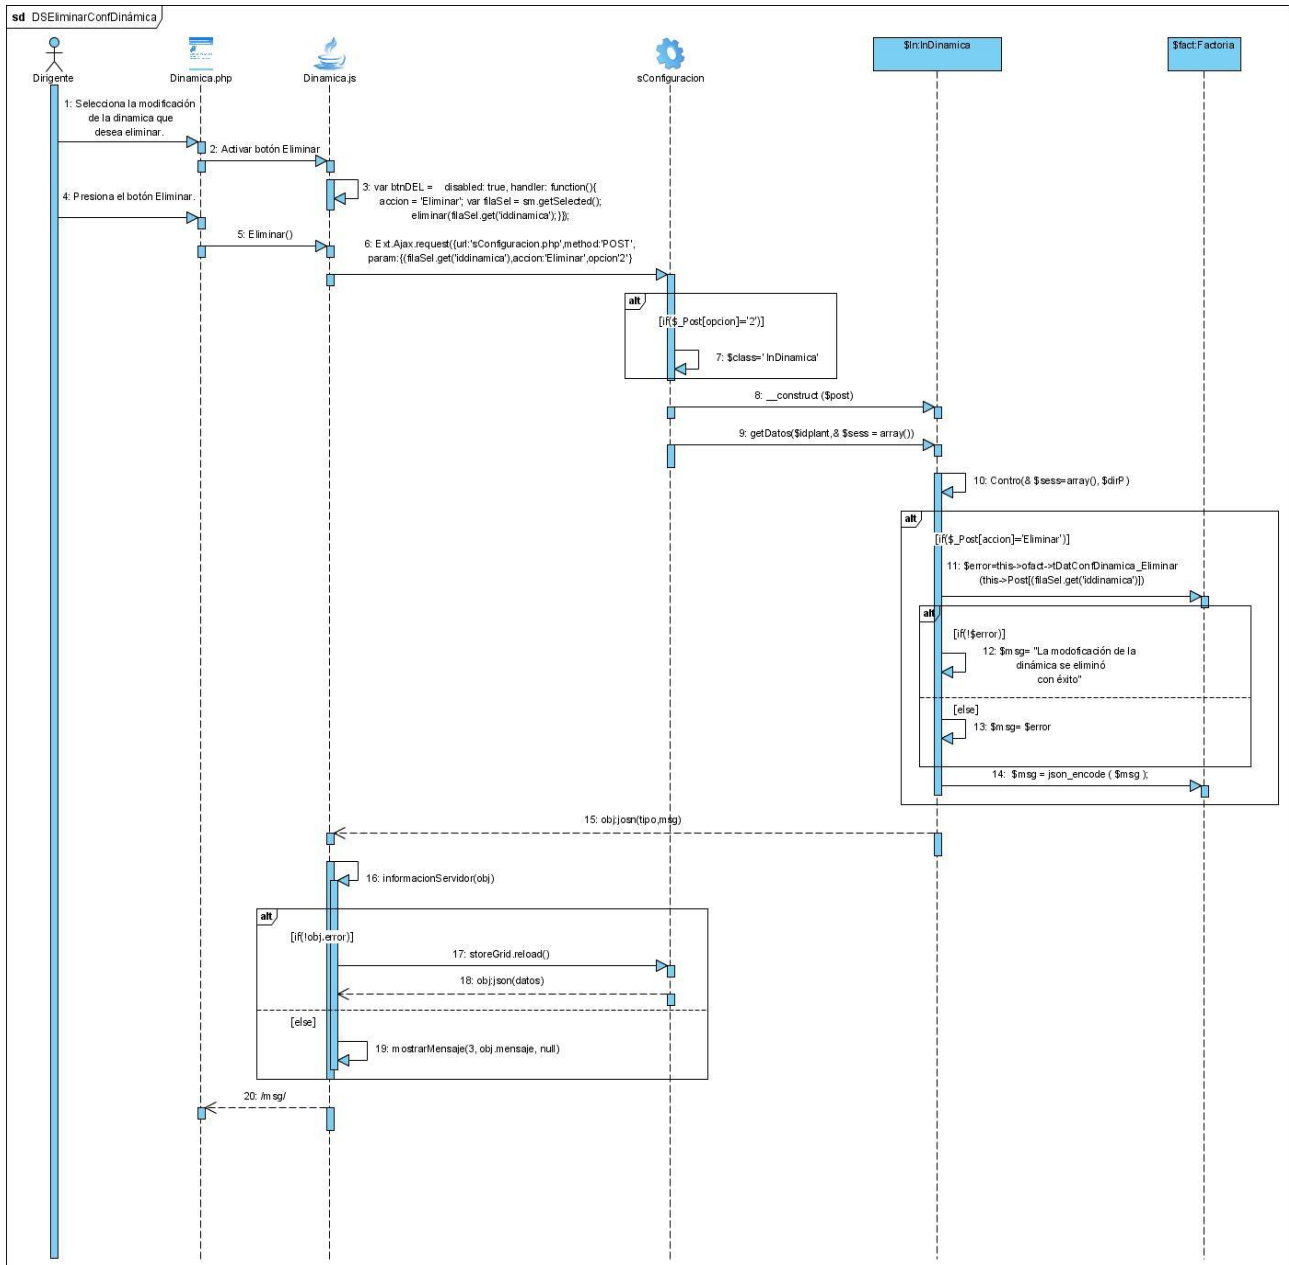 sd DSEliminarConfDinámica
$In:InDinamica
$fact:Factoria
Dirigente
Dinamica.php
Dinamica.js
sConfiguracion
1: Selecciona la modificación
de la dinamica que
desea eliminar.
2: Activar botón Eliminar
3: var btnDEL = disabled: true, handler: function(){
accion = 'Eliminar'; var filaSel = sm.getSelected();
eliminar(filaSel.get('iddinamica'); }});
4: Presiona el botón Eliminar.
5: Eliminar()
6: Ext.Ajax.request({url:'sConfiguracion.php',method:'POST',
param:{(filaSel.get('iddinamica'),accion:'Eliminar',opcion'2'}
alt
[if($_Post[opcion]='2')]
7: $class=' InDinamica'
8: __construct ($post)
9: getDatos($idplant,& $sess = array())
10: Contro(& $sess=array(), $dirP )
alt
[if($_Post[accion]='Eliminar')]
11: $error=this->ofact->tDatConfDinamica_Eliminar
(this->Post[(filaSel.get('iddinamica')])
alt
[if(!$error)]
12: $msg= "La modoficación de la
dinámica se eliminó
con éxito"
[else]
13: $msg= $error
14: $msg = json_encode ( $msg );
15: obj:josn(tipo,msg)
16: informacionServidor(obj)
alt
[if(!obj.error)]
17: storeGrid.reload()
18: obj:json(datos)
[else]
19: mostrarMensaje(3, obj.mensaje, null)
20: /msg/